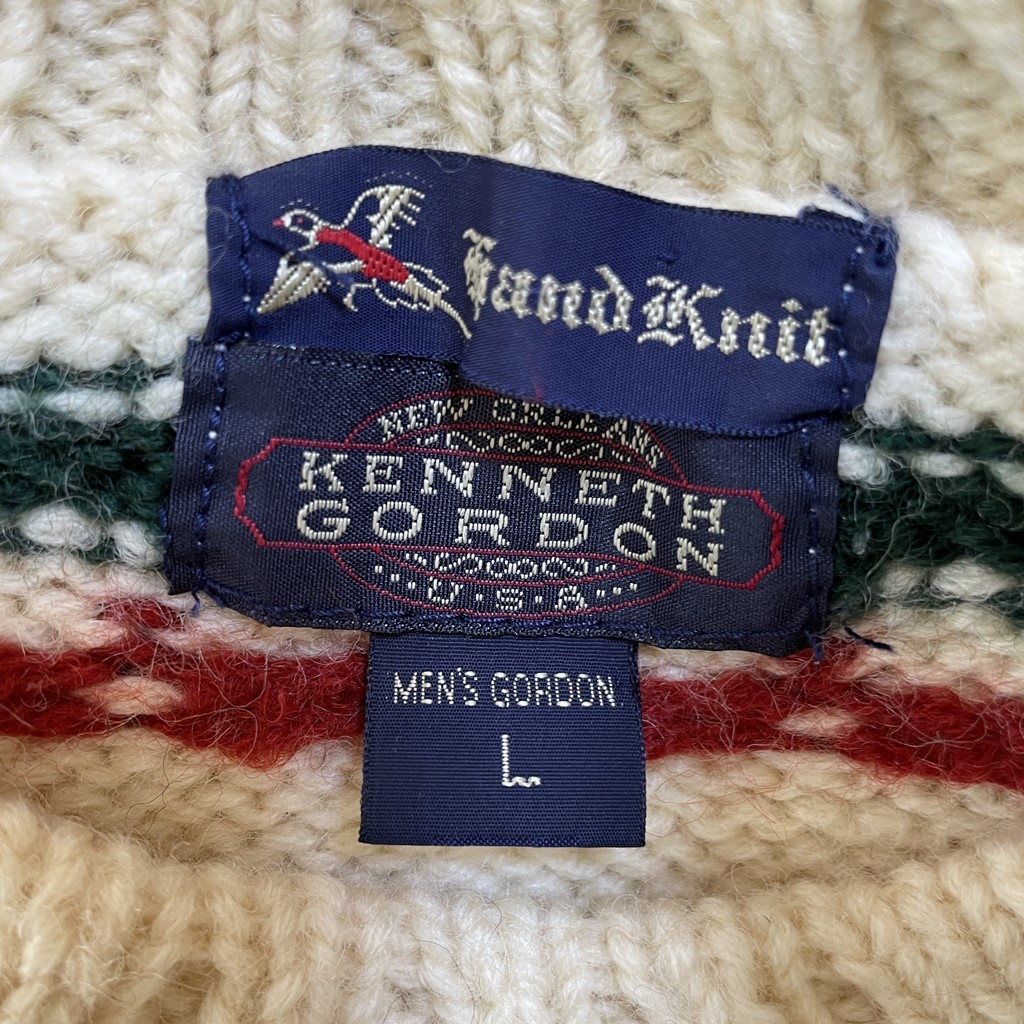 Hand Knit
NEW ORLEANS
KENNETH
GORDON
U·S·A
MEN'S GORDON
L